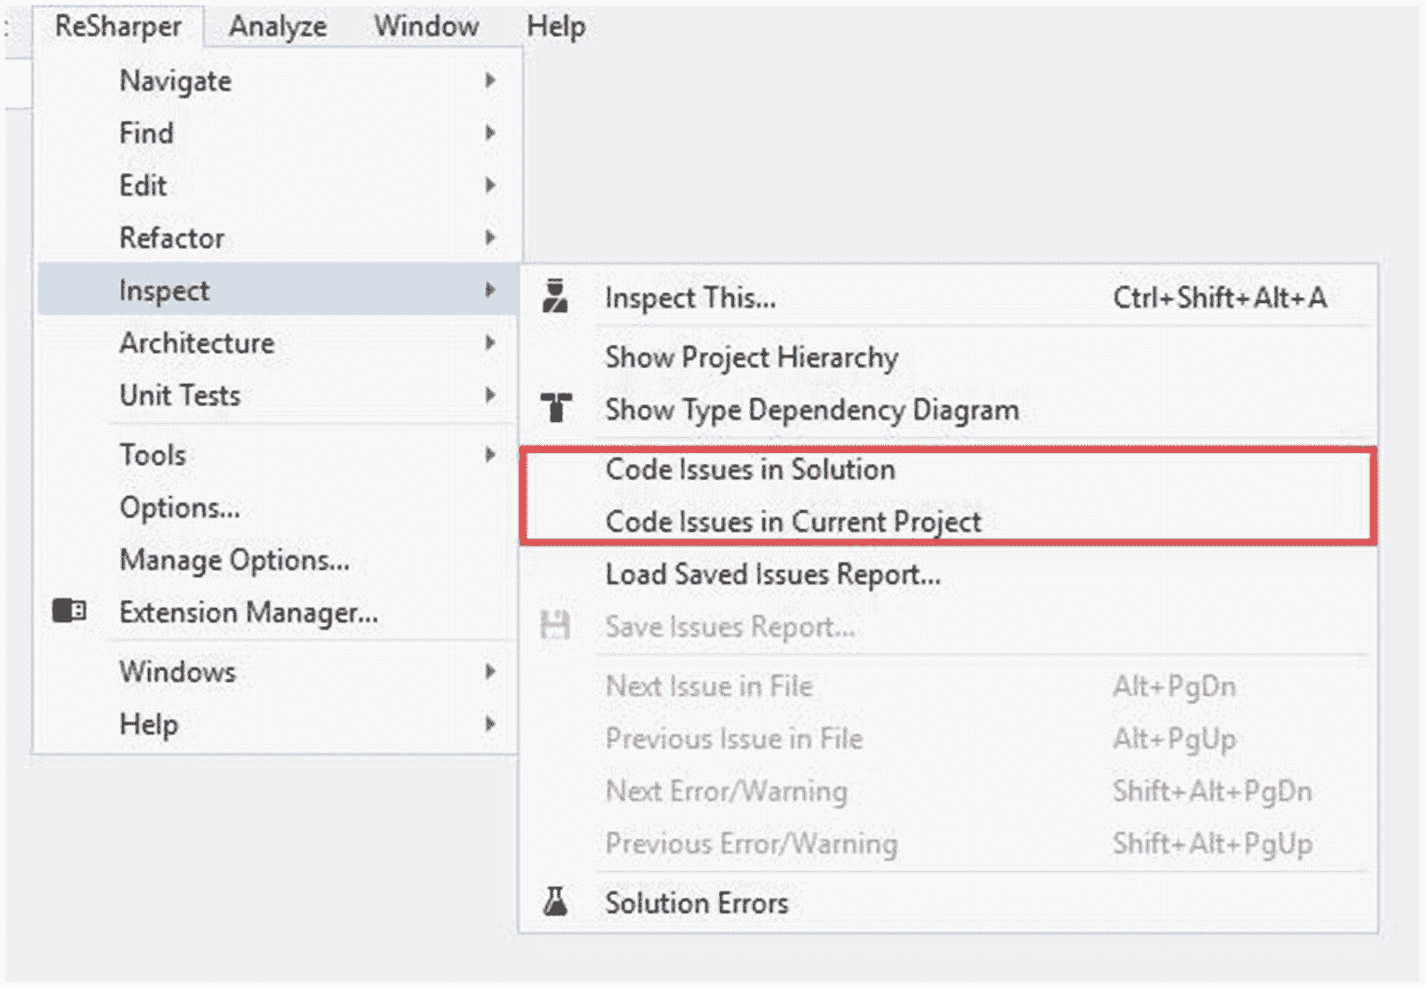 ReSharper Analyze Window Help
Navigate
Find
Edit
Refactor
Inspect
Architecture
Unit Tests
Tools
Options...
Manage Options...
Extension Manager...
Windows
Help
Inspect This... Ctrl+Shift+Alt+A
Show Project Hierarchy
Show Type Dependency Diagram
Code Issues in Solution
Code Issues in Current Project
Load Saved Issues Report...
Save Issues Report...
Next Issue in File Alt+PgDn
Previous Issue in File Alt+PgUp
Next Error/Warning Shift+Alt+PgDn
Previous Error/Warning Shift+Alt+PgUp
Solution Errors